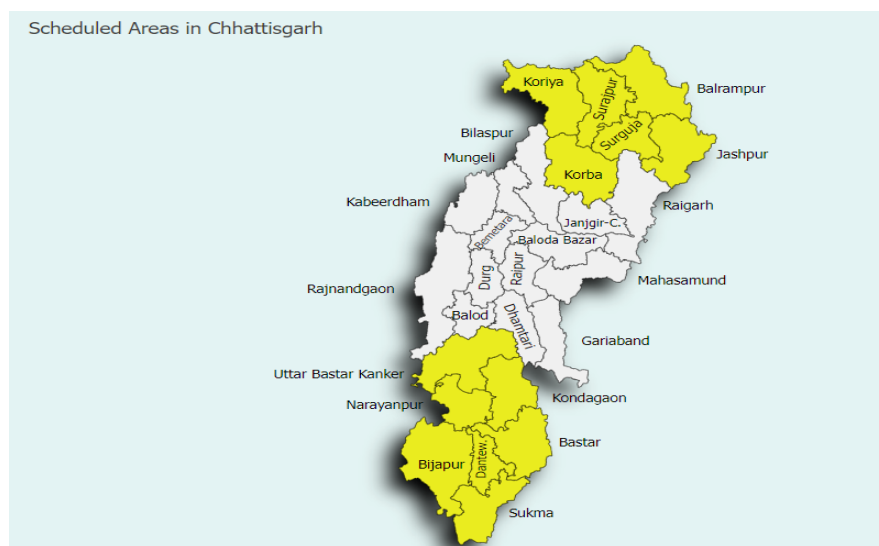 Scheduled Areas in Chhattisgarh
Koriya
Surajpur
Balrampur
Bilaspur
Surguja
Mungeli
Jashpur
Korba
Kabeerdham
Raigarh
Janjgir-C.
Bemetara
Baloda Bazar
Durg
Raipur
Mahasamund
Rajnandgaon
Balod
Dhamtari
Gariaband
Uttar Bastar Kanker
Kondagaon
Narayanpur
Bastar
Bijapur
Dantew.
Sukma